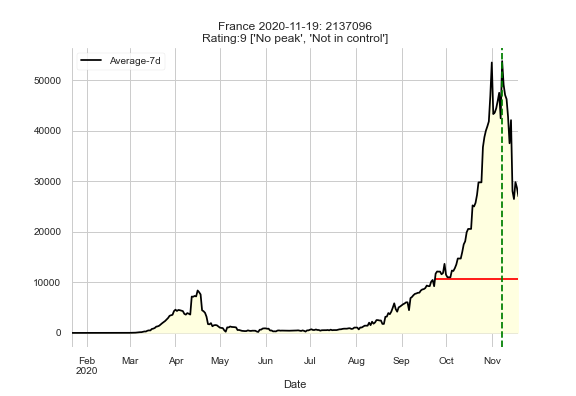 France 2020-11-19: 2137096
Rating:9 ['No peak', 'Not in control']
Average-7d
50000
40000
30000
20000
10000
0
Feb Mar Apr May Jun Jul Aug Sep Oct Nov
2020
Date